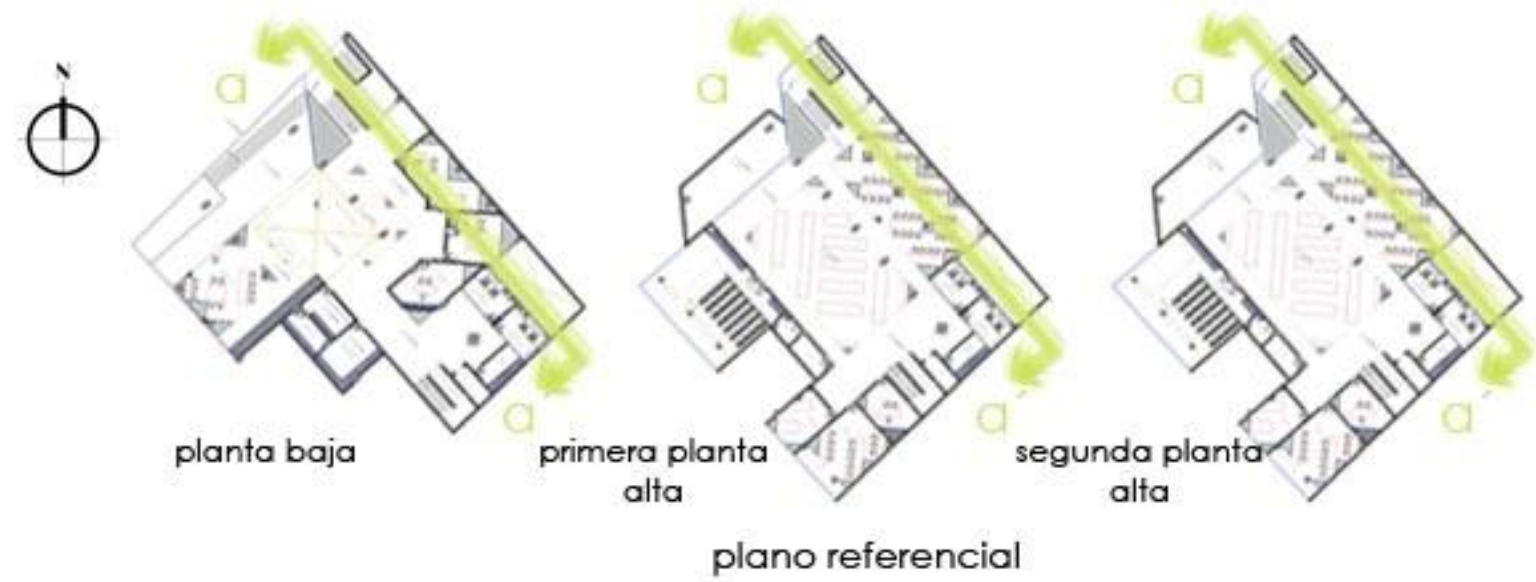 N
a
a
a
a'
a'
a'
planta baja
primera planta
alta
segunda planta
alta
plano referencial